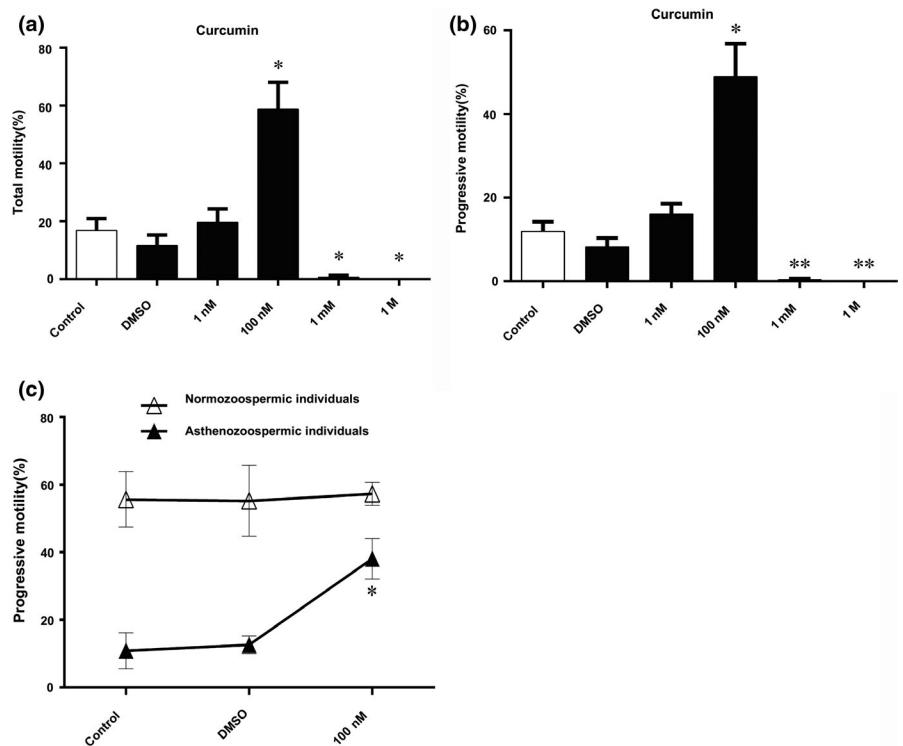 (a)
Curcumin
Total motility(%)
80
60
40
20
0
*
*
*
Control
DMSO
1 nM
100 nM
1 mM
1 M
(b)
Curcumin
Progressive motility(%)
60
40
20
0
*
**
**
Control
DMSO
1 nM
100 nM
1 mM
1 M
(c)
Normozoospermic individuals
Asthenozoospermic individuals
Progressive motility(%)
80
60
40
20
0
*
Control
DMSO
100 nM